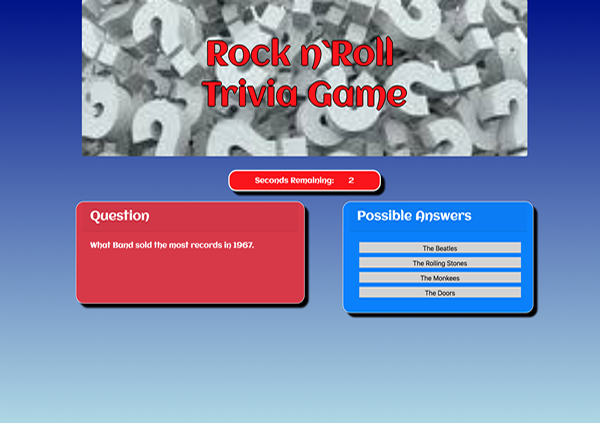 Rock n`Roll
Trivia Game
Seconds Remaining: 2
Question
What Band sold the most records in 1967.
Possible Answers
The Beatles
The Rolling Stones
The Monkees
The Doors